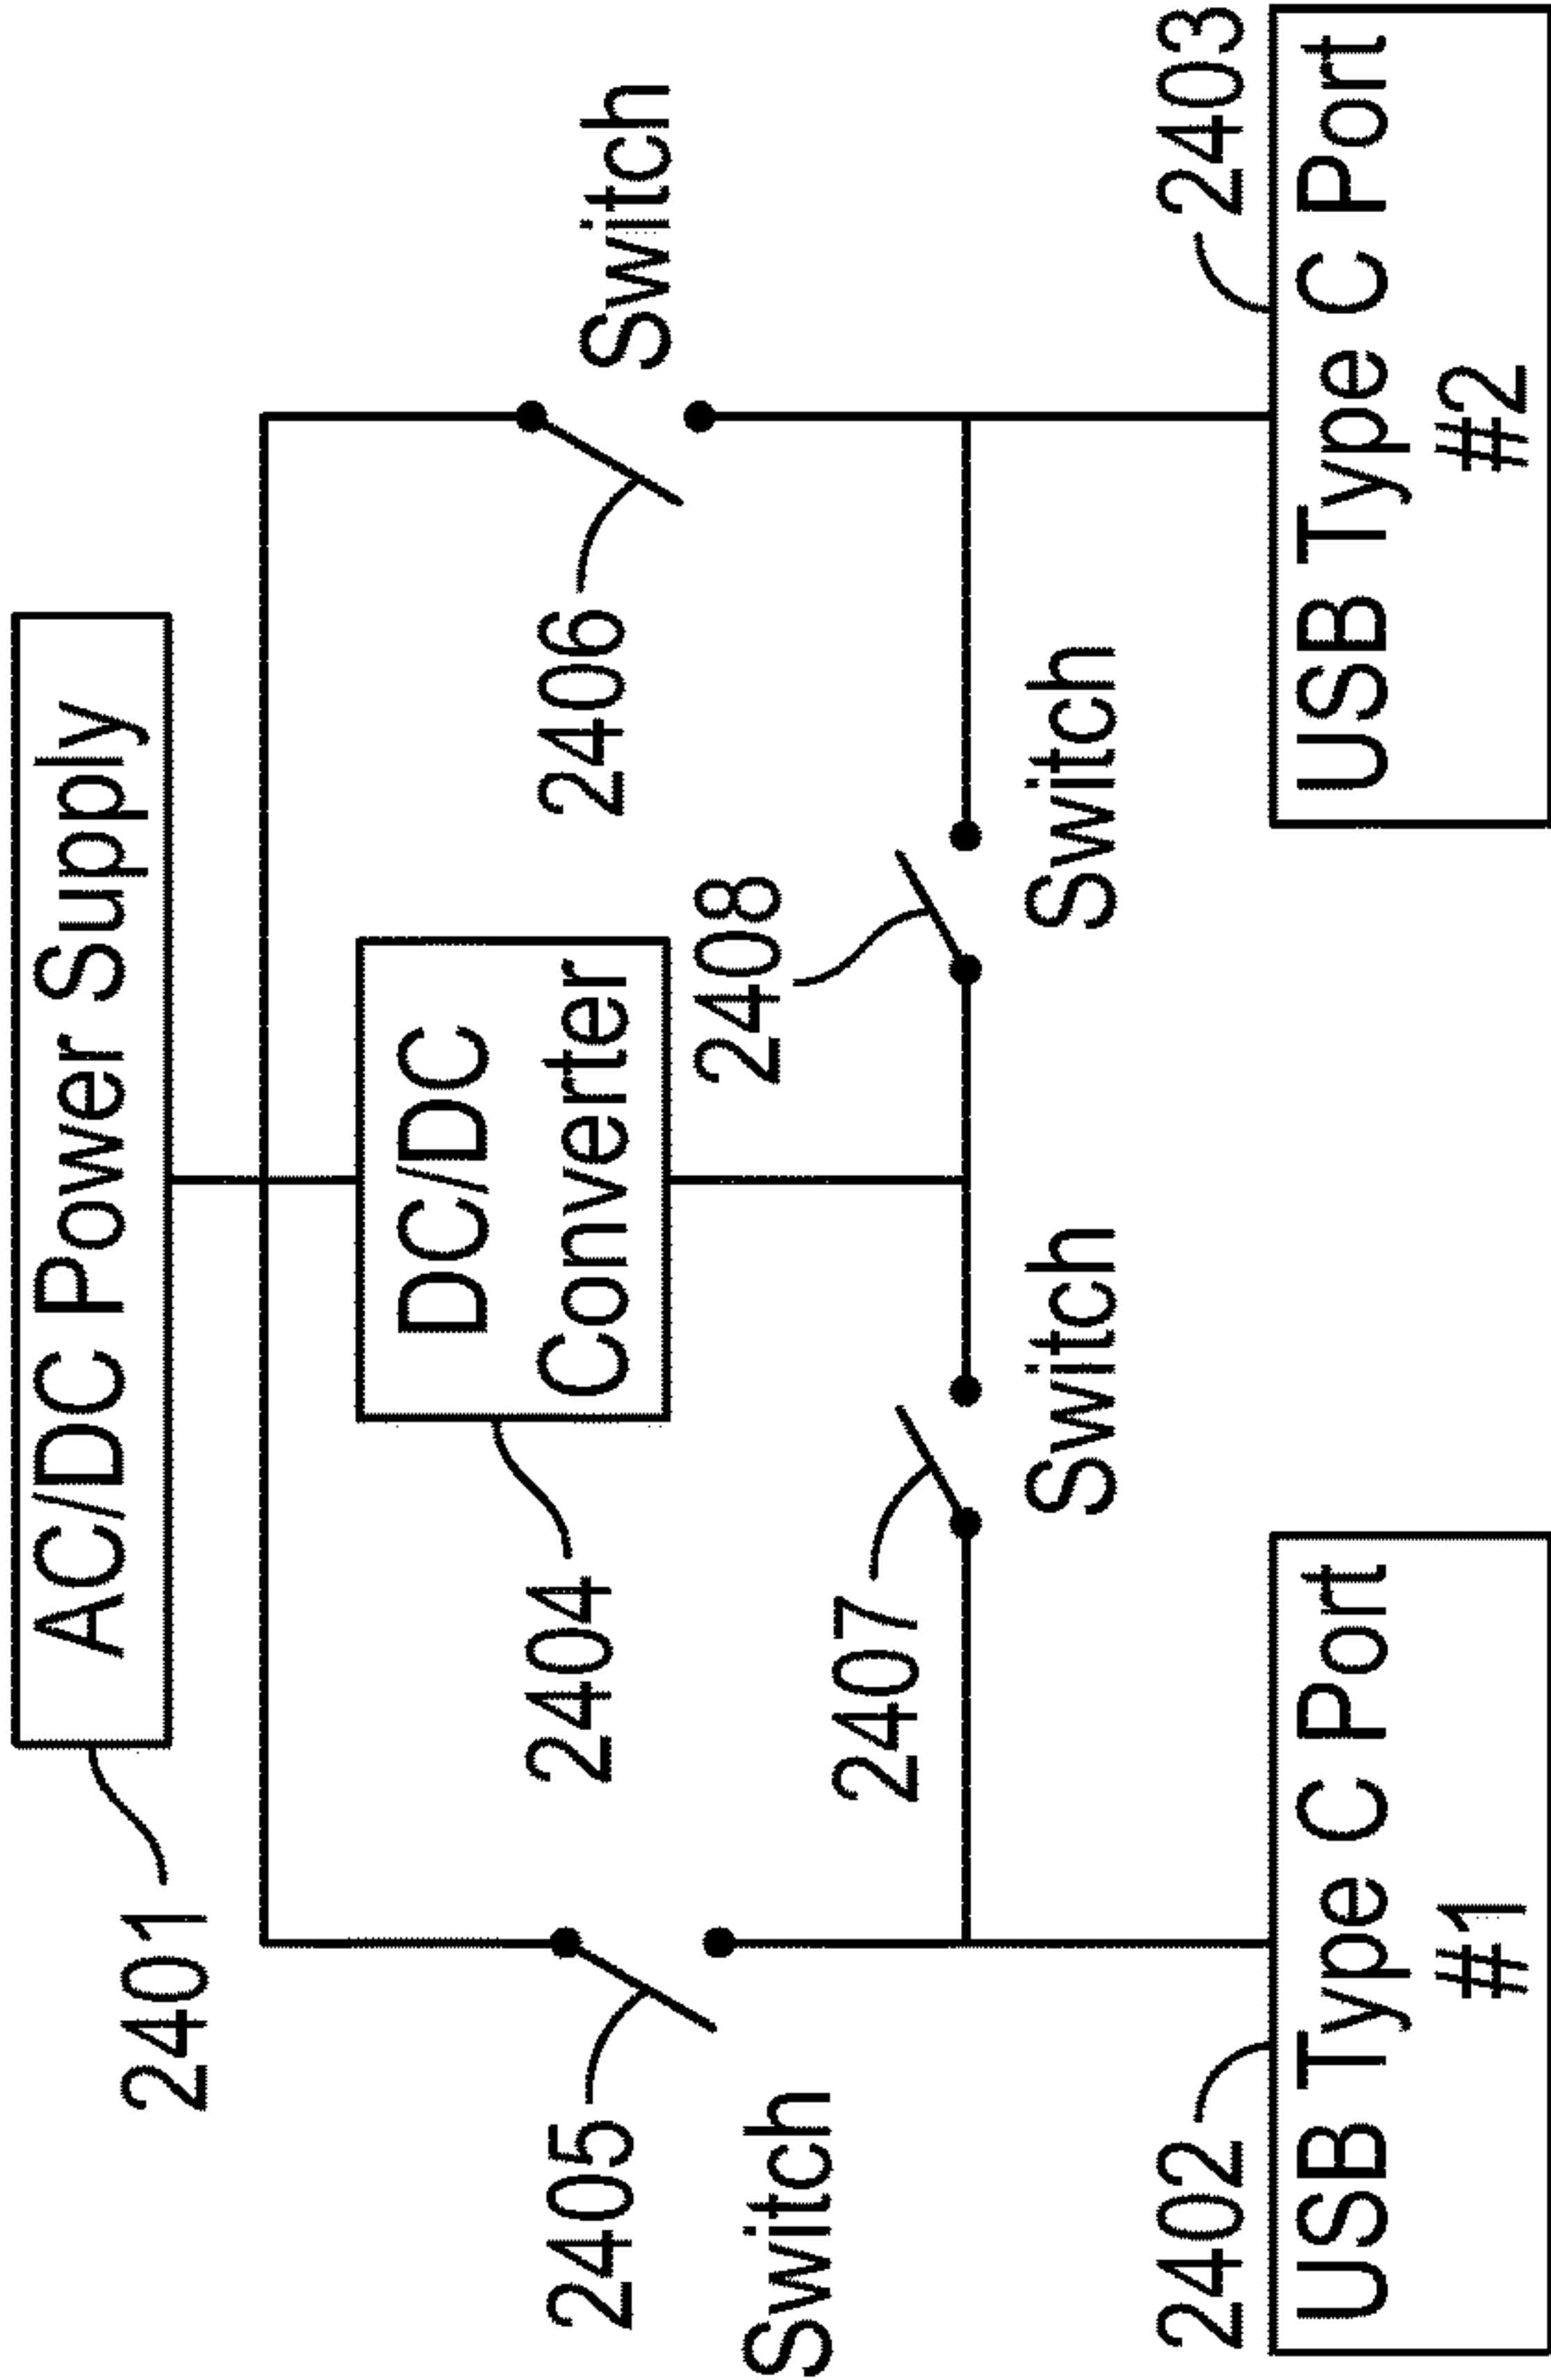 AC/DC Power Supply
2401
DC/DC
Converter
2404
2405
Switch
2406
Switch
2407
Switch
2408
Switch
2402
USB Type C Port
#1
2403
USB Type C Port
#2